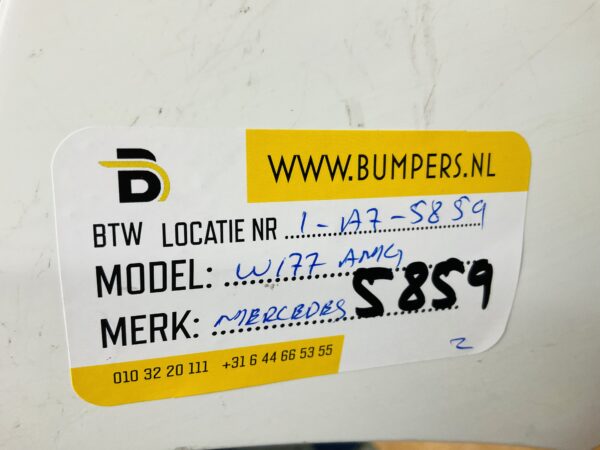 B
WWW.BUMPERS.NL
BTW LOCATIE NR 1-A7-5859
MODEL: W177 AMG
MERK: MERCEDES 5859
010 32 20 111 +31 6 44 66 53 55
2